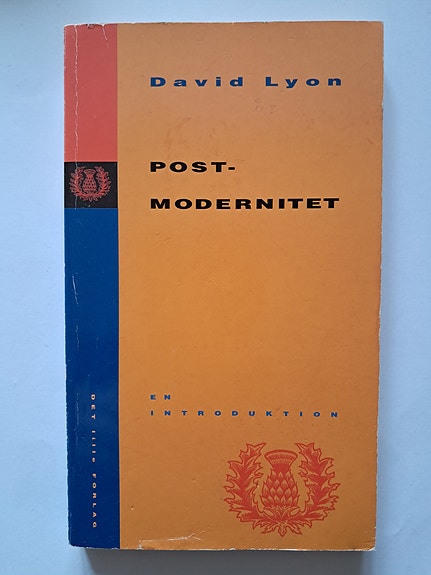 David Lyon
POST-
MODERNITET
EN
INTRODUKTION
DET lille FORLAG